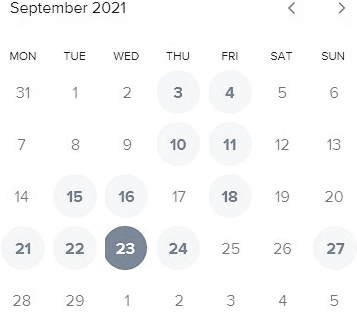 September 2021
MON TUE WED THU FRI SAT SUN
31 1 2 3 4 5 6
7 8 9 10 11 12 13
14 15 16 17 18 19 20
21 22 23 24 25 26 27
28 29 1 2 3 4 5